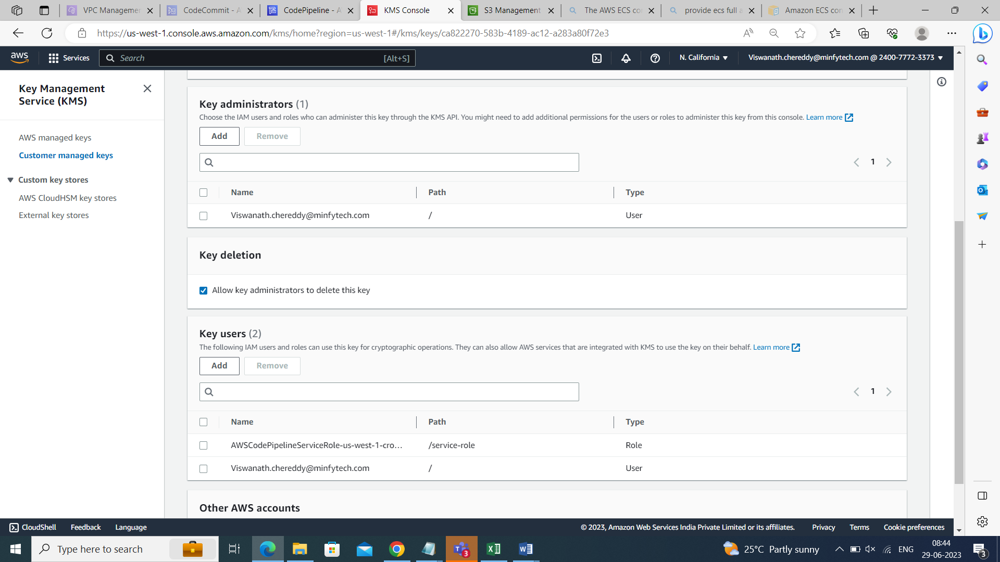 VPC Managemen
CodeCommit - A
CodePipeline - A
KMS Console
S3 Management
The AWS ECS co
provide ecs full a
Amazon ECS con
https://us-west-1.console.aws.amazon.com/kms/home?region=us-west-1#/kms/keys/ca822270-583b-4189-ac12-a283a80f72e3
aws
Services
Search
[Alt+S]
N. California
Viswanath.chereddy@minfytech.com @ 2400-7772-3373
Key Management
Service (KMS)
AWS managed keys
Customer managed keys
Custom key stores
AWS CloudHSM key stores
External key stores
Key administrators (1)
Choose the IAM users and roles who can administer this key through the KMS API. You might need to add additional permissions for the users or roles to administer this key from this console. Learn more
Add
Remove
1
Name
Path
Type
Viswanath.chereddy@minfytech.com
/
User
Key deletion
Allow key administrators to delete this key
Key users (2)
The following IAM users and roles can use this key for cryptographic operations. They can also allow AWS services that are integrated with KMS to use the key on their behalf. Learn more
Add
Remove
1
Name
Path
Type
AWSCodePipelineServiceRole-us-west-1-cro...
/service-role
Role
Viswanath.chereddy@minfytech.com
/
User
Other AWS accounts
CloudShell
Feedback
Language
© 2023, Amazon Web Services India Private Limited or its affiliates.
Privacy
Terms
Cookie preferences
Type here to search
3
25°C Partly sunny
ENG
08:44
29-06-2023
3